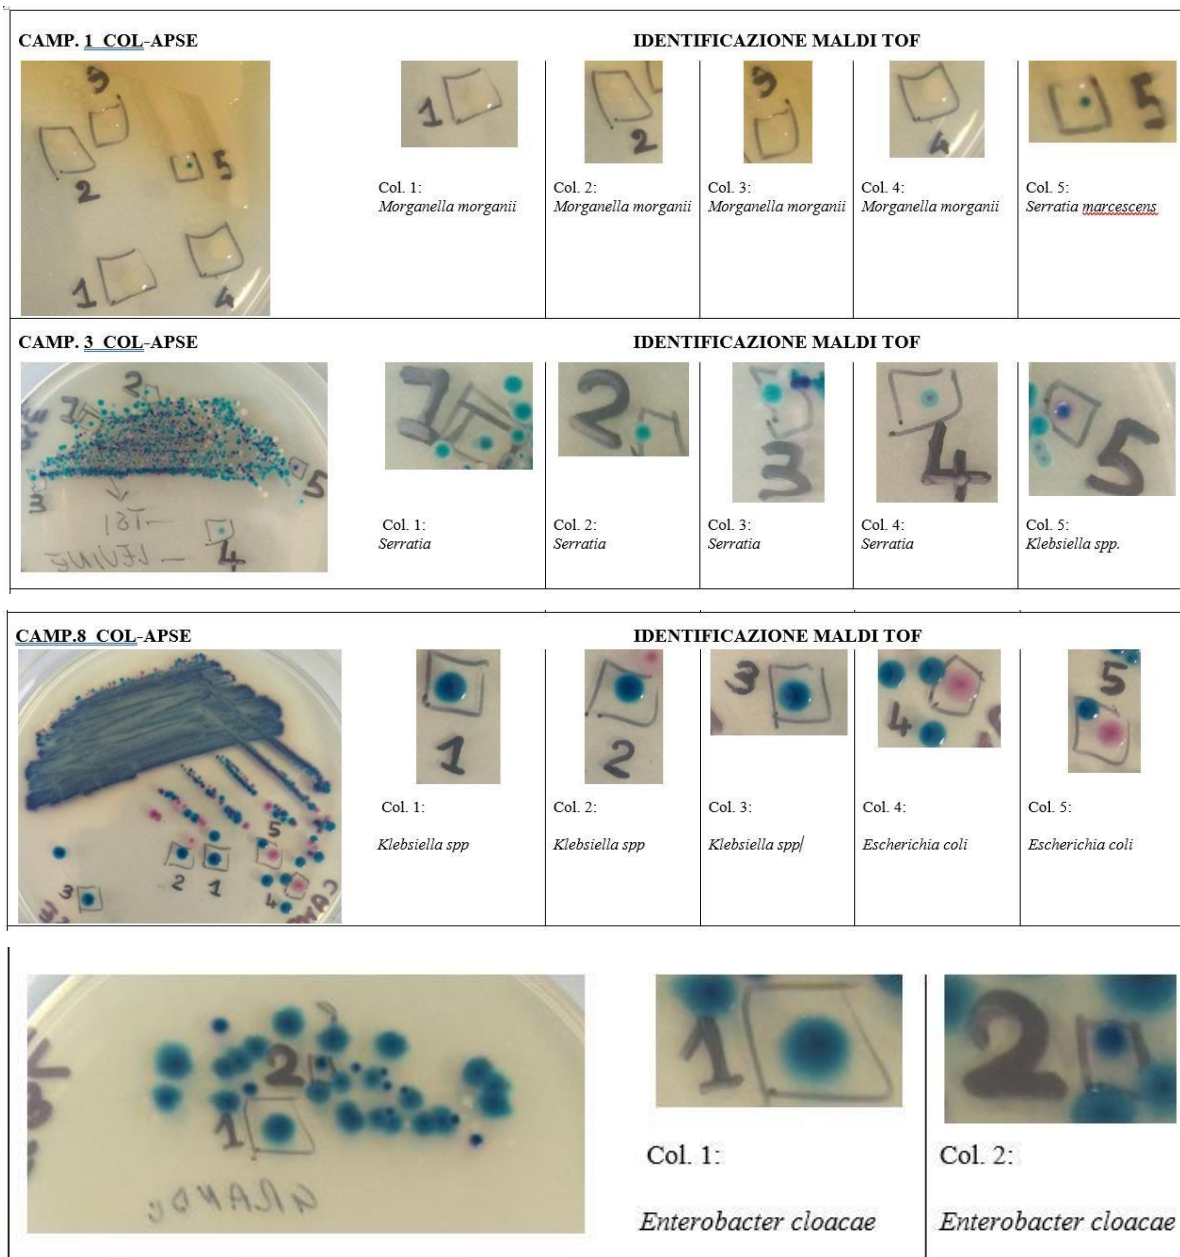 CAMP. 1 COL-APSE
IDENTIFICAZIONE MALDI TOF
3
2
5
1
4
1
2
3
4
5
Col. 1:
Morganella morganii
Col. 2:
Morganella morganii
Col. 3:
Morganella morganii
Col. 4:
Morganella morganii
Col. 5:
Serratia marcescens
CAMP. 3 COL-APSE
IDENTIFICAZIONE MALDI TOF
2
1
3
5
TSI
LEVINE
4
1
2
3
4
5
Col. 1:
Serratia
Col. 2:
Serratia
Col. 3:
Serratia
Col. 4:
Serratia
Col. 5:
Klebsiella spp.
CAMP.8 COL-APSE
IDENTIFICAZIONE MALDI TOF
5
2
1
3
4
1
2
3
4
5
Col. 1:
Klebsiella spp
Col. 2:
Klebsiella spp
Col. 3:
Klebsiella spp
Col. 4:
Escherichia coli
Col. 5:
Escherichia coli
2
1
1
2
Col. 1:
Enterobacter cloacae
Col. 2:
Enterobacter cloacae